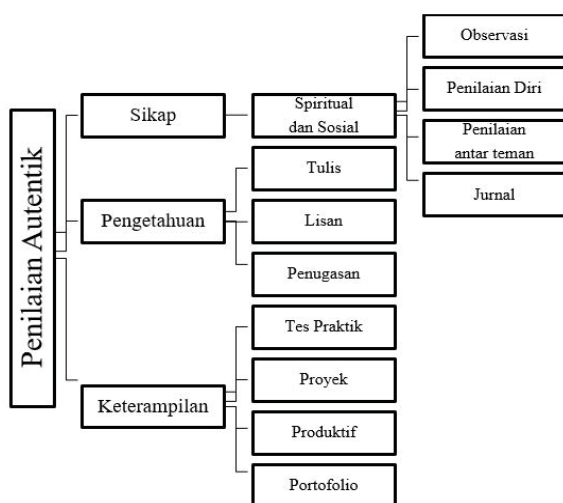 Penilaian Autentik
Sikap
Spiritual
dan Sosial
Observasi
Penilaian Diri
Penilaian
antar teman
Jurnal
Pengetahuan
Tulis
Lisan
Penugasan
Keterampilan
Tes Praktik
Proyek
Produktif
Portofolio